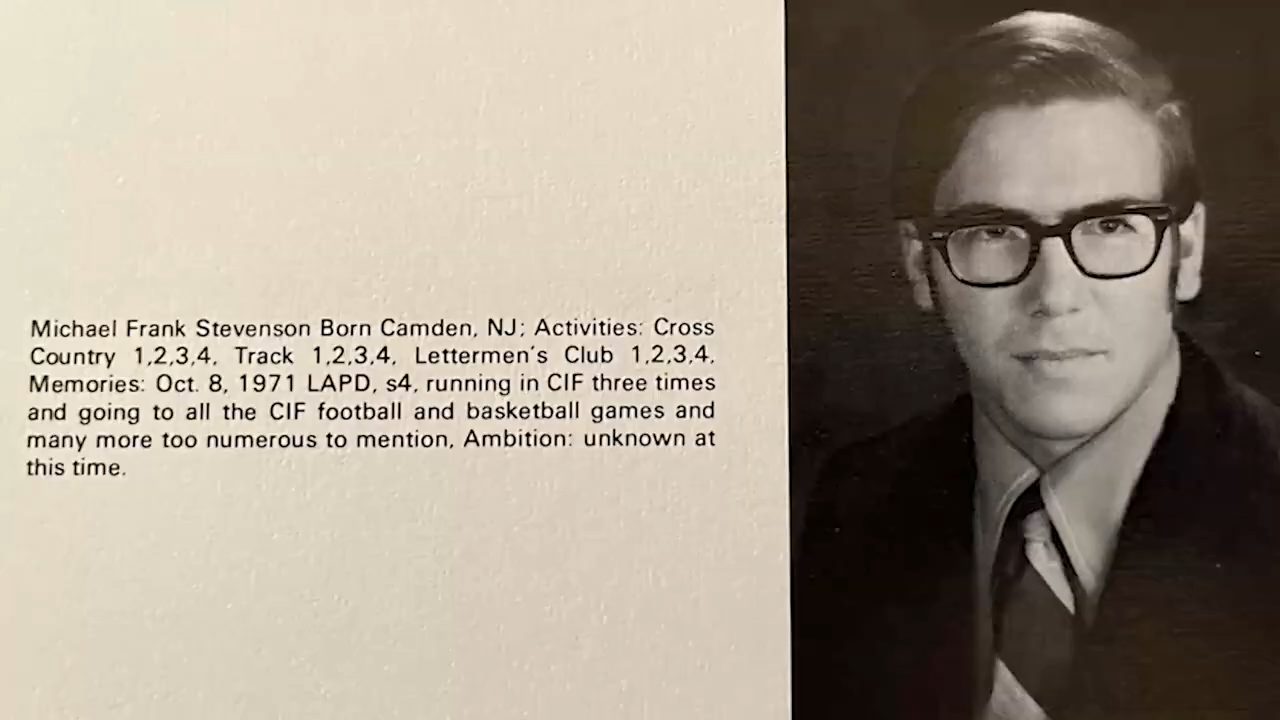 Michael Frank Stevenson Born Camden, NJ; Activities: Cross
Country 1,2,3,4, Track 1,2,3,4, Lettermen's Club 1,2,3,4,
Memories: Oct. 8, 1971 LAPD, s4, running in CIF three times
and going to all the CIF football and basketball games and
many more too numerous to mention, Ambition: unknown at
this time.